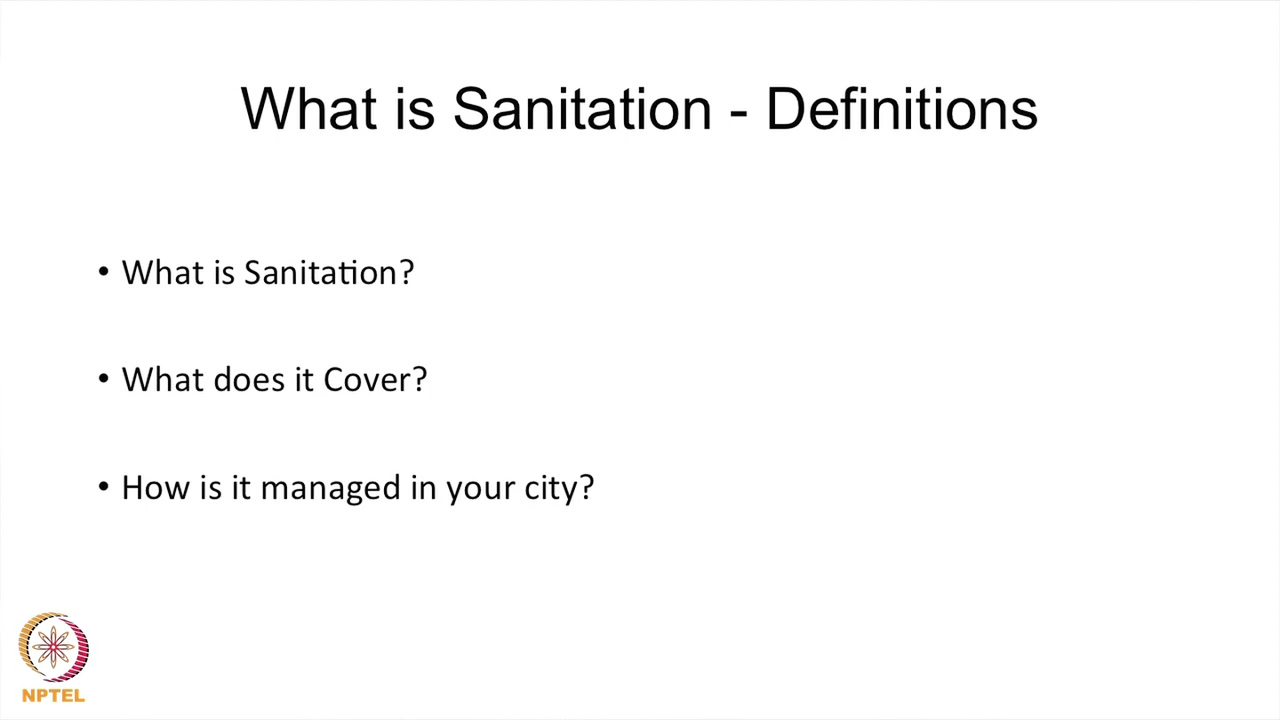 What is Sanitation - Definitions
• What is Sanitation?
• What does it Cover?
• How is it managed in your city?
NPTEL